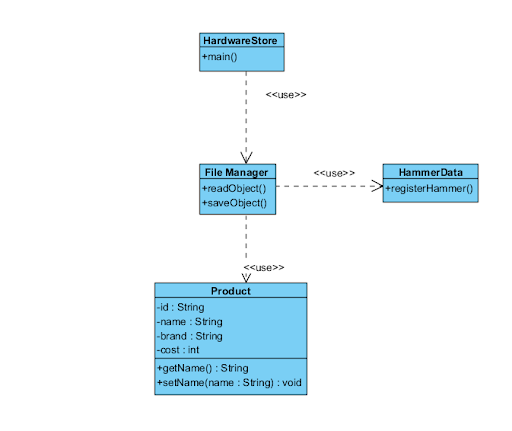 HardwareStore
+main()
<<use>>
File Manager
+readObject()
+saveObject()
<<use>>
HammerData
+registerHammer()
<<use>>
Product
-id : String
-name : String
-brand : String
-cost : int
+getName() : String
+setName(name : String) : void